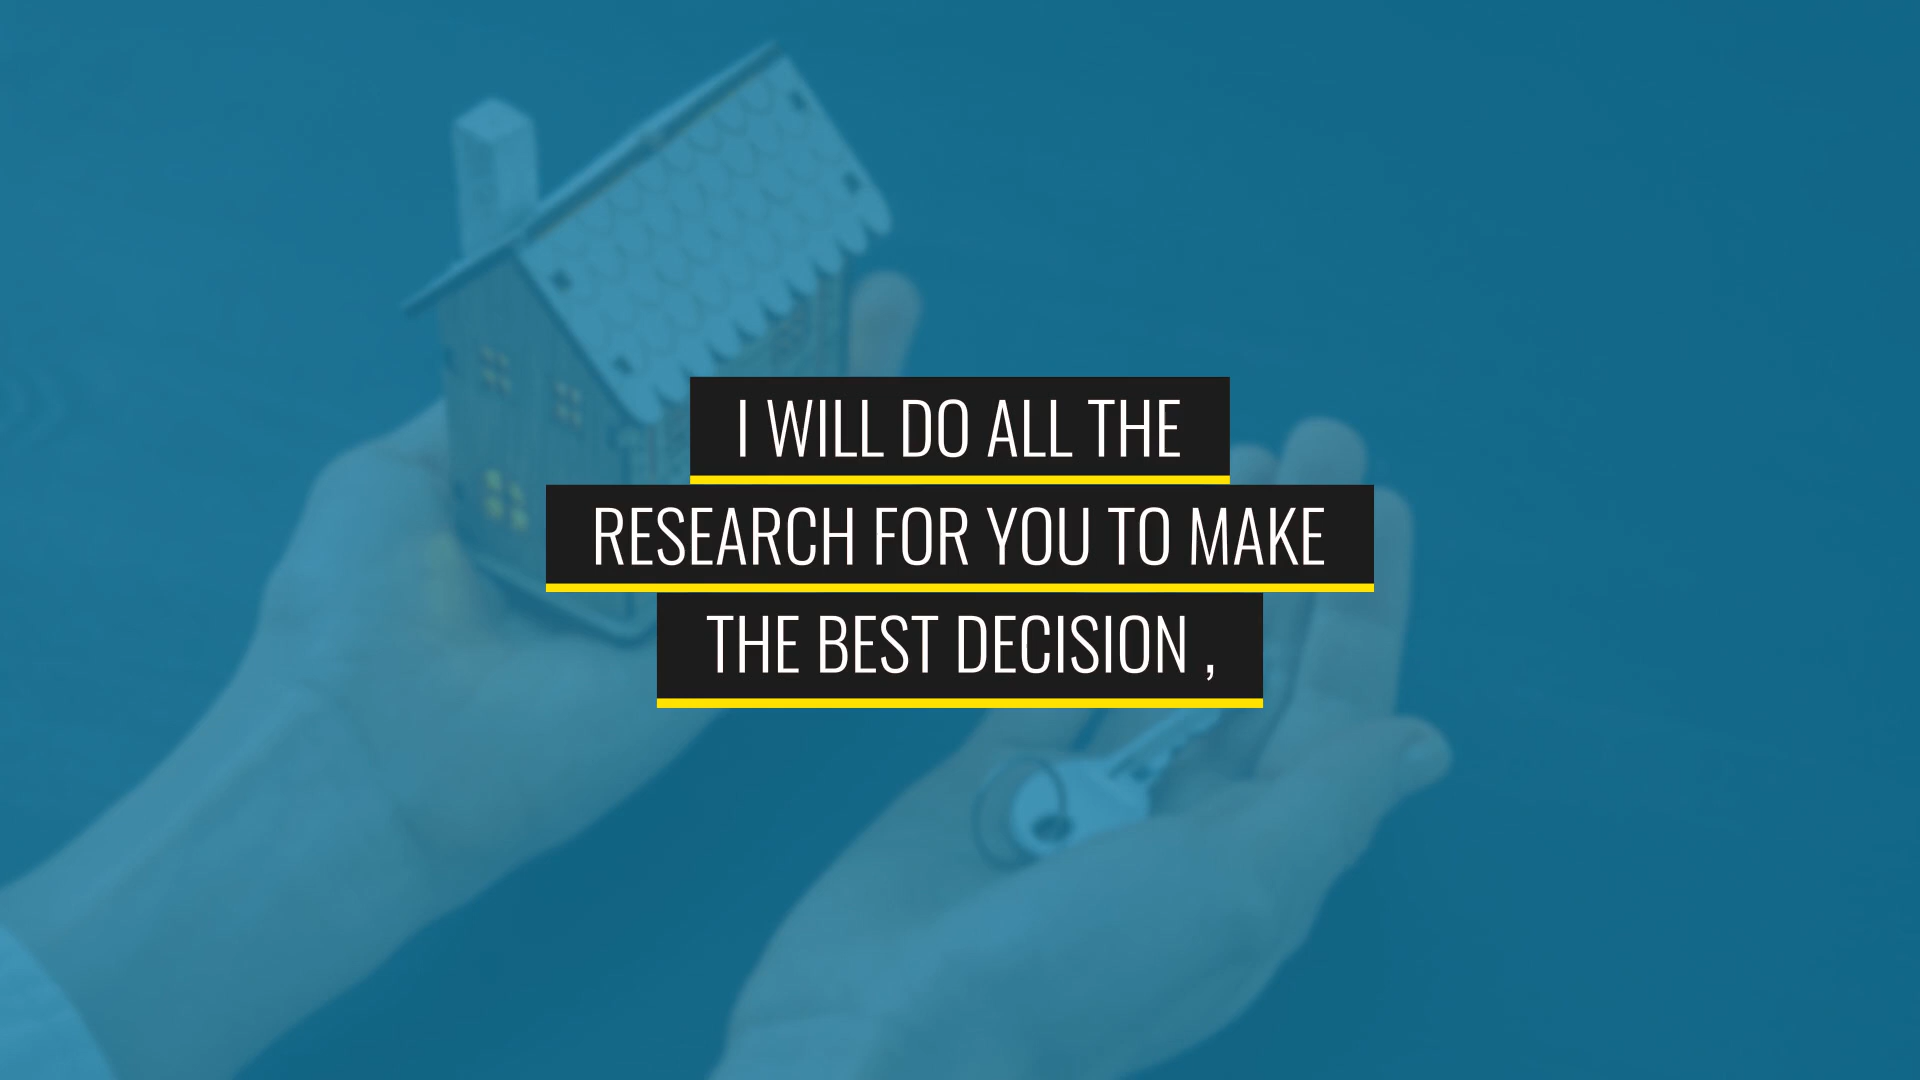 I WILL DO ALL THE
RESEARCH FOR YOU TO MAKE
THE BEST DECISION ,